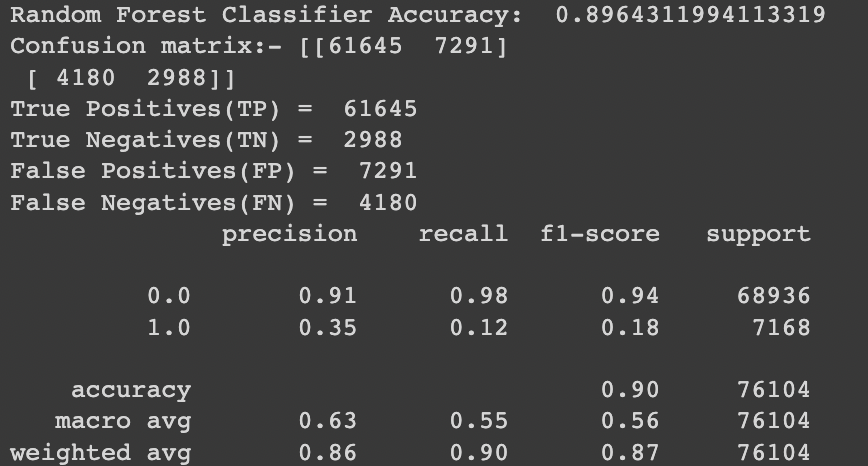 Random Forest Classifier Accuracy:  0.8964311994113319
Confusion matrix:- [[61645  7291]
 [ 4180  2988]]
True Positives(TP) =  61645
True Negatives(TN) =  2988
False Positives(FP) =  7291
False Negatives(FN) =  4180
              precision    recall  f1-score   support

         0.0       0.91      0.98      0.94     68936
         1.0       0.35      0.12      0.18      7168

    accuracy                           0.90     76104
   macro avg       0.63      0.55      0.56     76104
weighted avg       0.86      0.90      0.87     76104